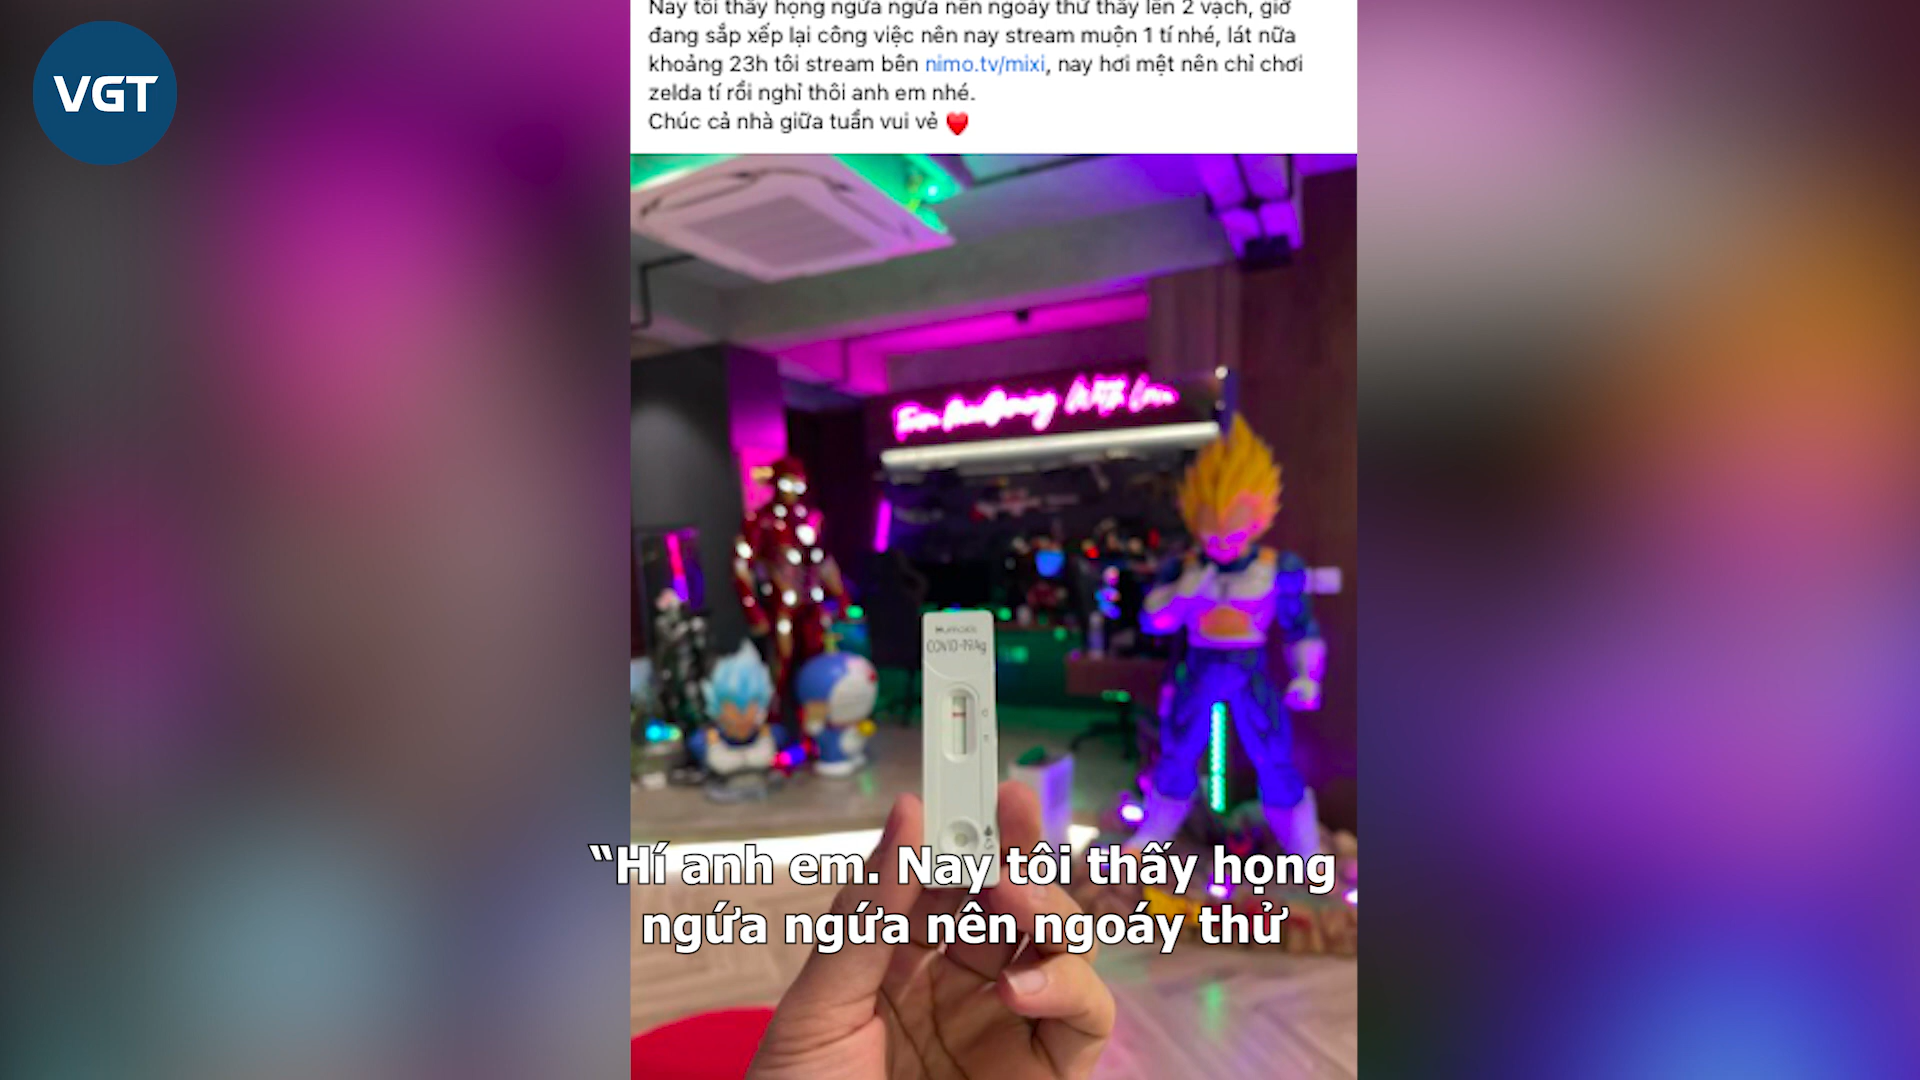 VGT
Nay tôi thấy họng ngứa ngứa nên ngoáy thử thấy lên 2 vạch, giờ
đang sắp xếp lại công việc nên nay stream muộn 1 tí nhé, lát nữa
khoảng 23h tôi stream bên nimo.tv/mixi, nay hơi mệt nên chỉ chơi
zelda tí rồi nghỉ thôi anh em nhé.
Chúc cả nhà giữa tuần vui vẻ
With
COVID-19 Ag
C
T
“Hí anh em. Nay tôi thấy họng
ngứa ngứa nên ngoáy thử